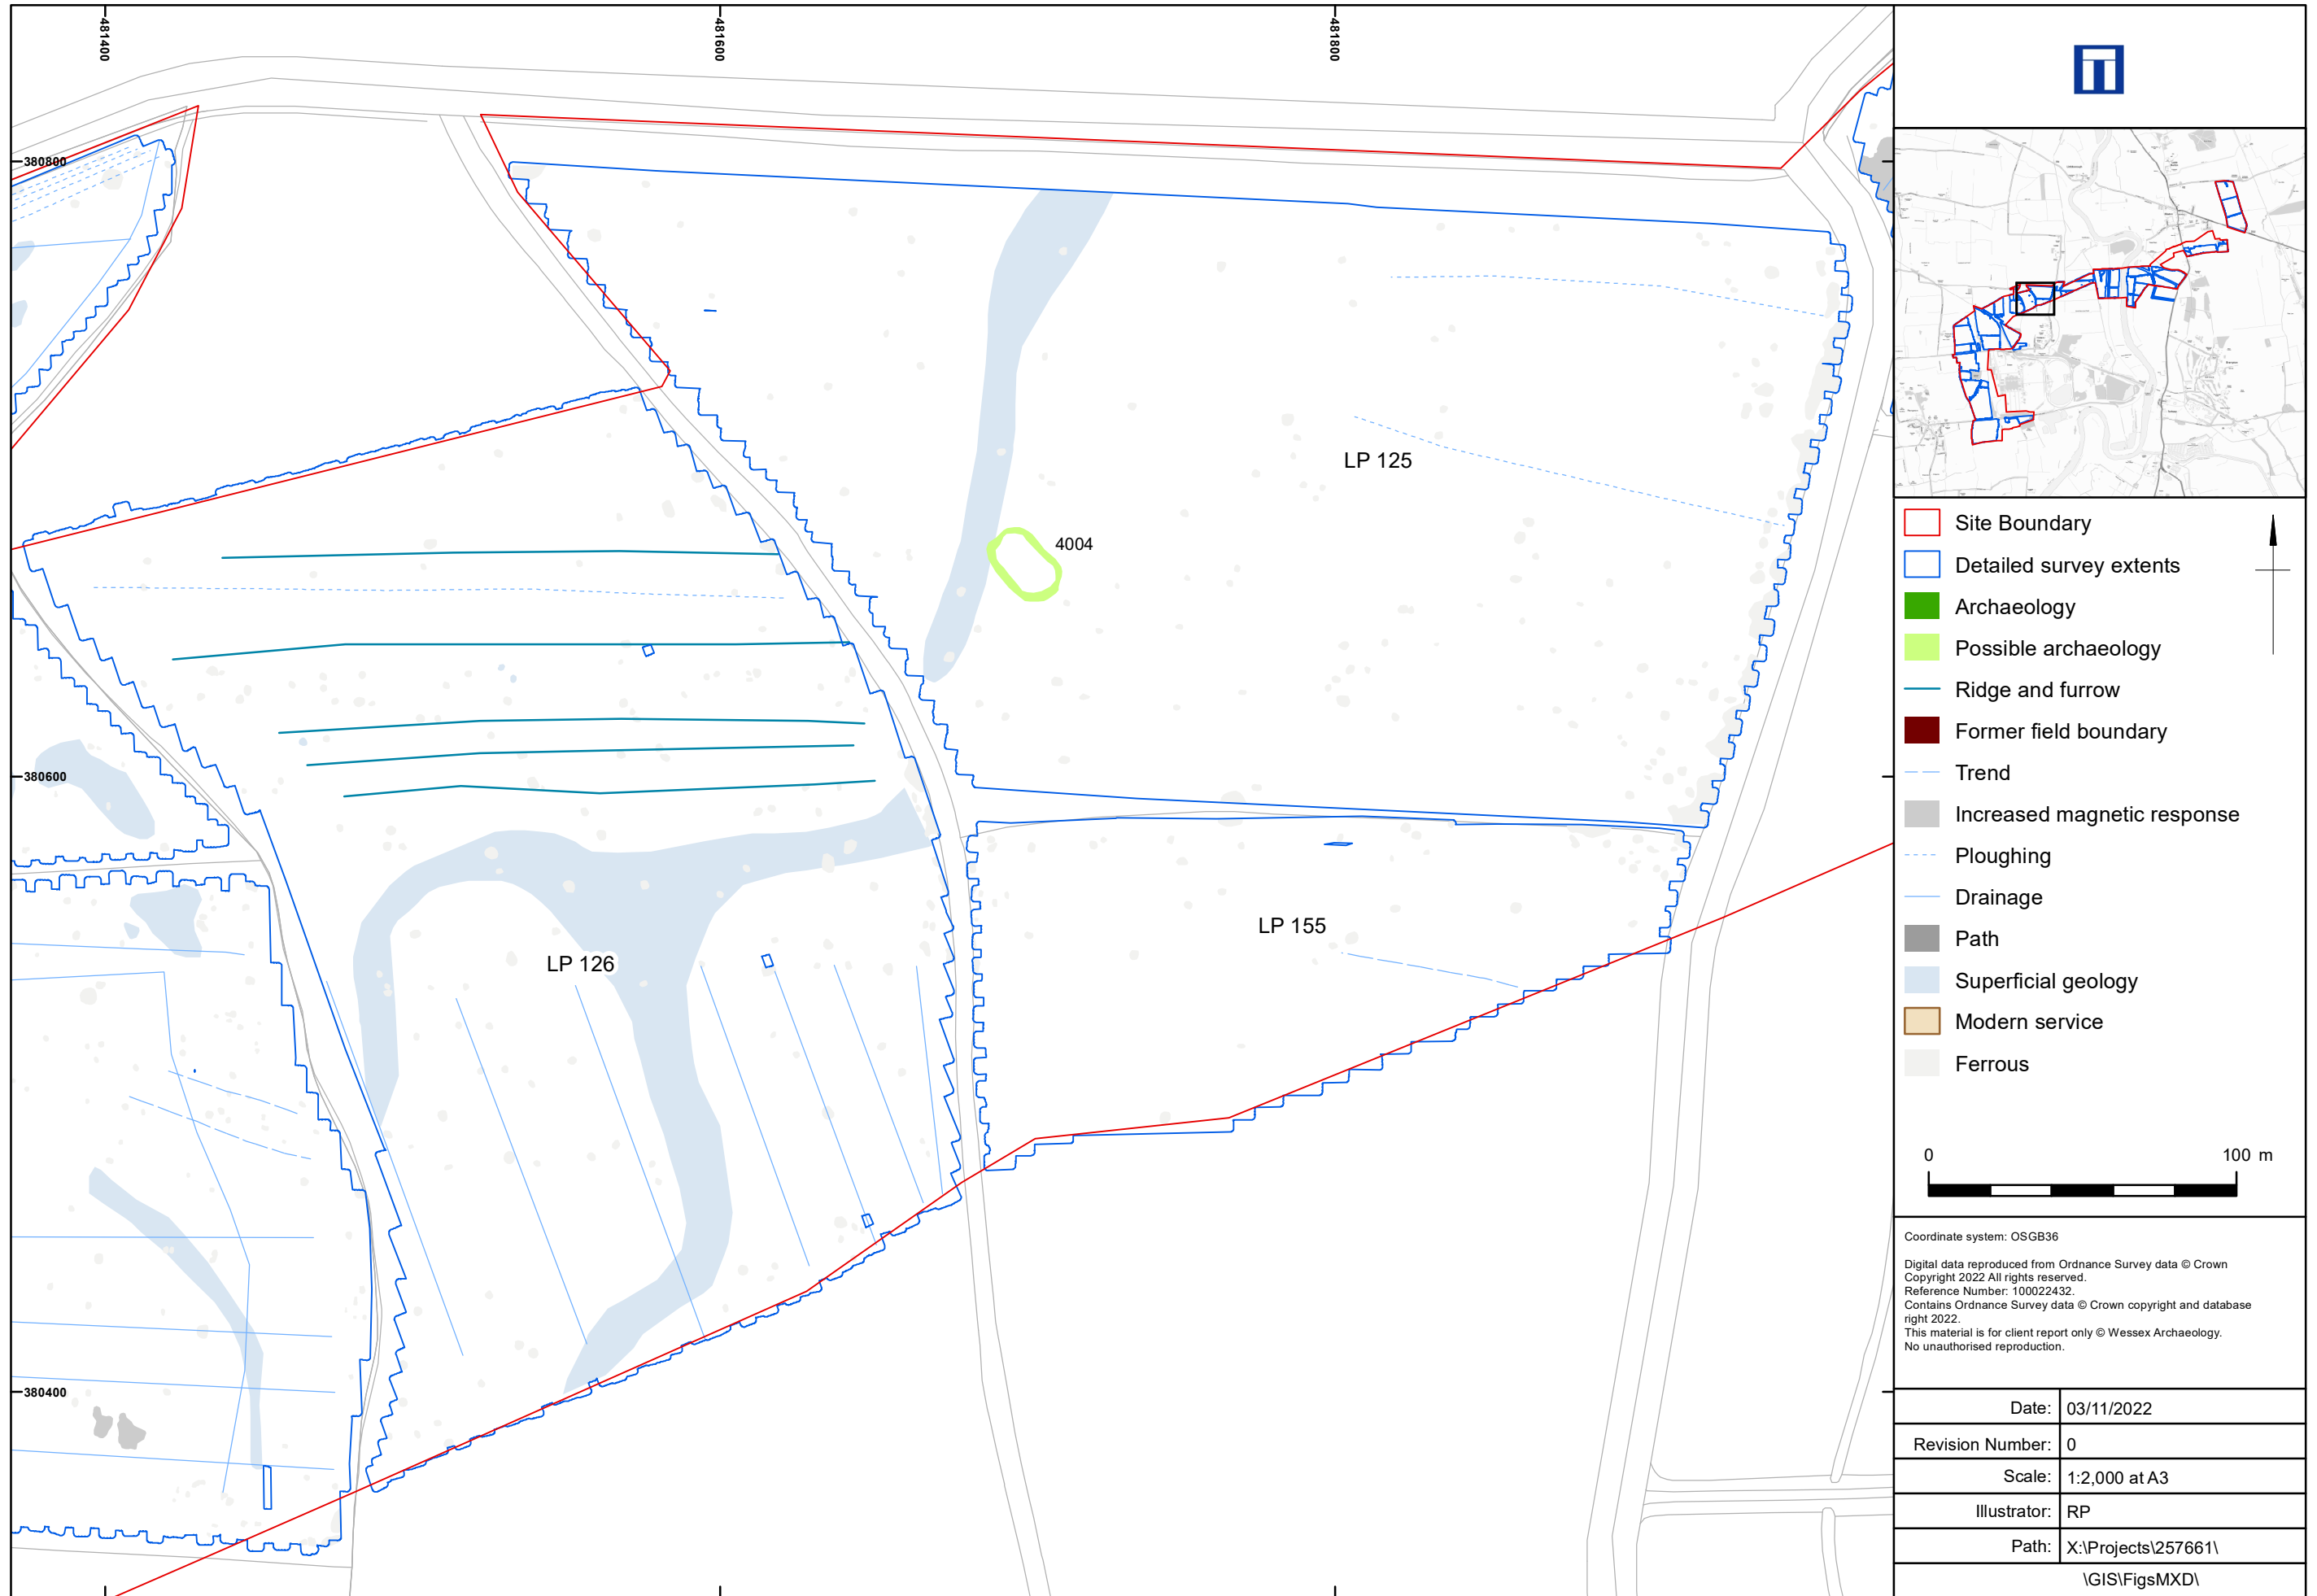 481400
481600
481800
380800
380600
380400
LP 125
4004
LP 155
LP 126
Site Boundary
Detailed survey extents
Archaeology
Possible archaeology
Ridge and furrow
Former field boundary
Trend
Increased magnetic response
Ploughing
Drainage
Path
Superficial geology
Modern service
Ferrous
0 100 m
Coordinate system: OSGB36
Digital data reproduced from Ordnance Survey data © Crown
Copyright 2022 All rights reserved.
Reference Number: 100022432.
Contains Ordnance Survey data © Crown copyright and database
right 2022.
This material is for client report only © Wessex Archaeology.
No unauthorised reproduction.
Date: 03/11/2022
Revision Number: 0
Scale: 1:2,000 at A3
Illustrator: RP
Path: X:\Projects\257661\
\GIS\FigsMXD\